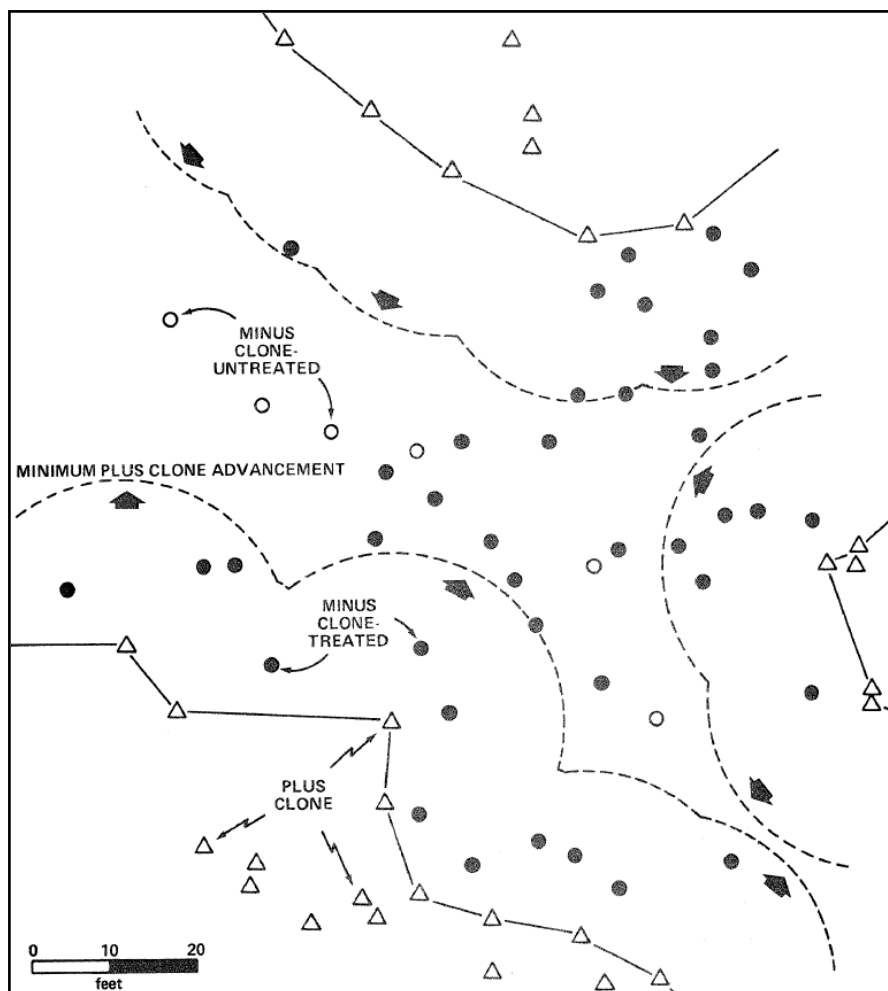 MINUS
CLONE-
UNTREATED
MINIMUM PLUS CLONE ADVANCEMENT
MINUS
CLONE-
TREATED
PLUS
CLONE
0 10 20
feet